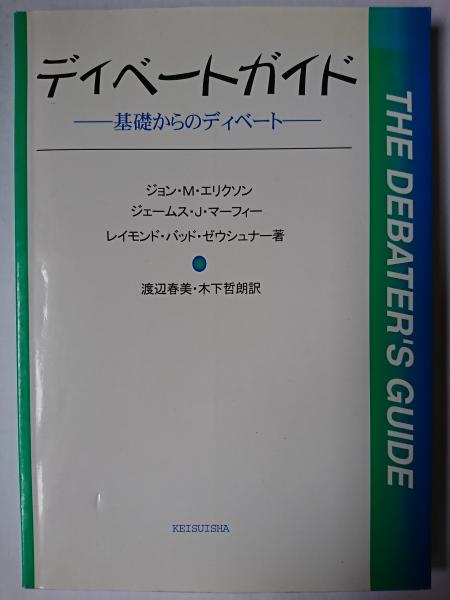 ディベートガイド
——基礎からのディベート——
ジョン・M・エリクソン
ジェームス・J・マーフィー
レイモンド・バッド・ゼウシュナー著
渡辺春美・木下哲朗訳
KEISUISHA
THE DEBATER'S GUIDE